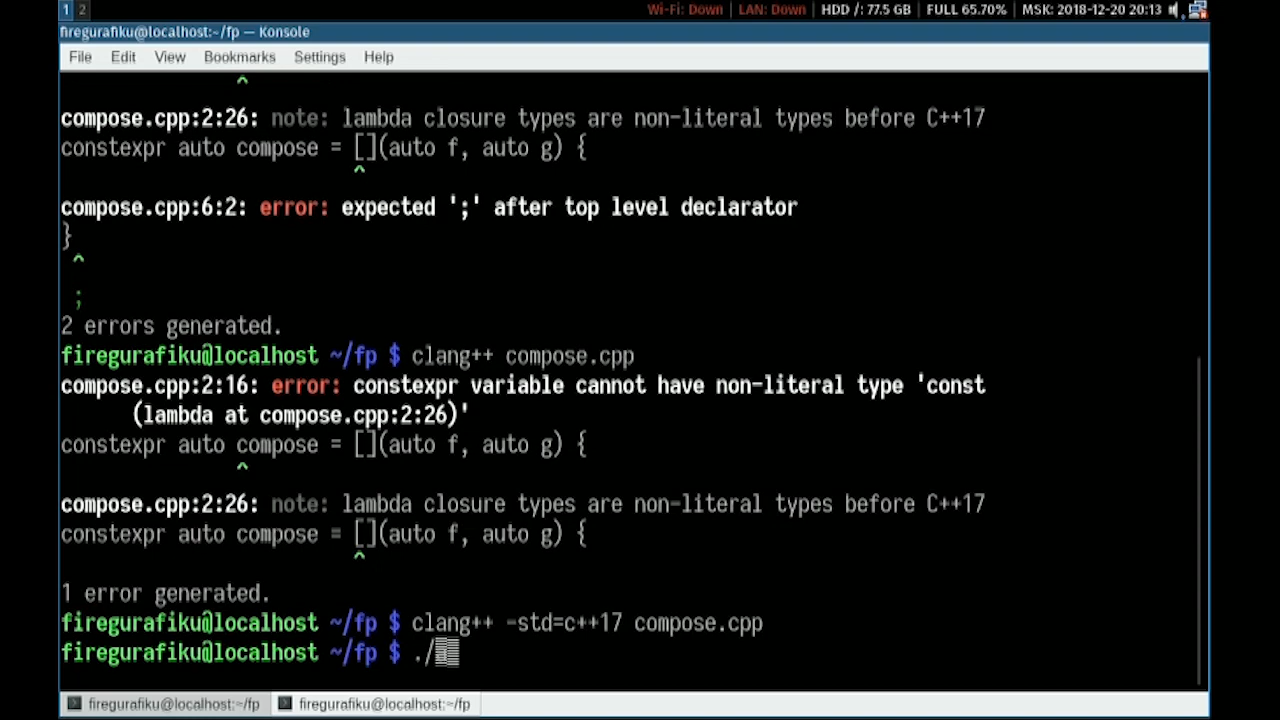 1 2 Wi-Fi: Down | LAN: Down | HDD /: 77.5 GB | FULL 65.70% | MSK: 2018-12-20 20:13
firegurafiku@localhost:~/fp — Konsole
File Edit View Bookmarks Settings Help
^
compose.cpp:2:26: note: lambda closure types are non-literal types before C++17
constexpr auto compose = [](auto f, auto g) {
^
compose.cpp:6:2: error: expected ';' after top level declarator
}
^
;
2 errors generated.
firegurafiku@localhost ~/fp $ clang++ compose.cpp
compose.cpp:2:16: error: constexpr variable cannot have non-literal type 'const
(lambda at compose.cpp:2:26)'
constexpr auto compose = [](auto f, auto g) {
^
compose.cpp:2:26: note: lambda closure types are non-literal types before C++17
constexpr auto compose = [](auto f, auto g) {
^
1 error generated.
firegurafiku@localhost ~/fp $ clang++ -std=c++17 compose.cpp
firegurafiku@localhost ~/fp $ ./
firegurafiku@localhost:~/fp firegurafiku@localhost:~/fp